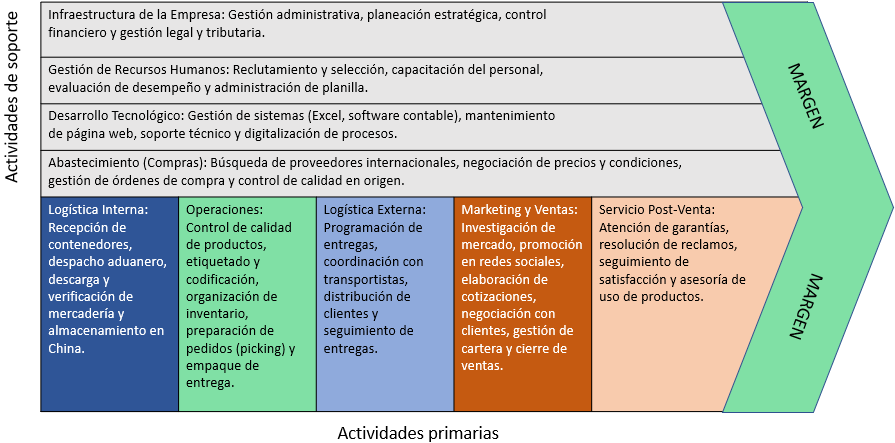 Actividades de soporte
Infraestructura de la Empresa: Gestión administrativa, planeación estratégica, control
financiero y gestión legal y tributaria.
Gestión de Recursos Humanos: Reclutamiento y selección, capacitación del personal,
evaluación de desempeño y administración de planilla.
Desarrollo Tecnológico: Gestión de sistemas (Excel, software contable), mantenimiento
de página web, soporte técnico y digitalización de procesos.
Abastecimiento (Compras): Búsqueda de proveedores internacionales, negociación de precios y condiciones,
gestión de órdenes de compra y control de calidad en origen.
Logística Interna:
Recepción de
contenedores,
despacho aduanero,
descarga y
verificación de
mercadería y
almacenamiento en
China.
Operaciones:
Control de calidad
de productos,
etiquetado y
codificación,
organización de
inventario,
preparación de
pedidos (picking) y
empaque de
entrega.
Logística Externa:
Programación de
entregas,
coordinación con
transportistas,
distribución de
clientes y
seguimiento de
entregas.
Marketing y Ventas:
Investigación de
mercado, promoción
en redes sociales,
elaboración de
cotizaciones,
negociación con
clientes, gestión de
cartera y cierre de
ventas.
Servicio Post-Venta:
Atención de garantías,
resolución de reclamos,
seguimiento de
satisfacción y asesoría de
uso de productos.
MARGEN
MARGEN
Actividades primarias